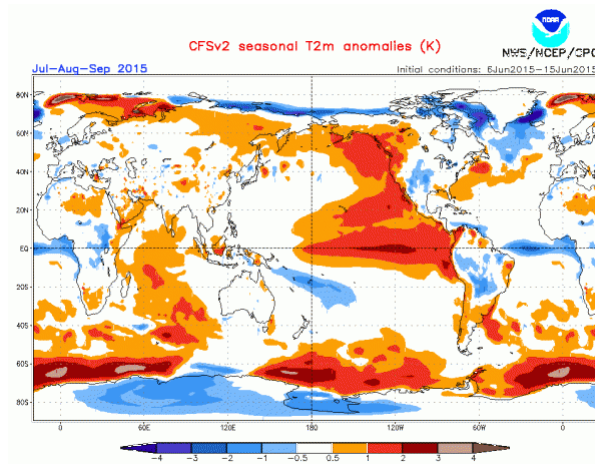 NOAA
CFSv2 seasonal T2m anomalies (K)
NWS/NCEP/CPC
Jul-Aug-Sep 2015
Initial conditions: 6Jun2015-15Jun2015
80N
60N
40N
20N
EQ
20S
40S
60S
80S
0 60E 120E 180 120W 60W 0
-4 -3 -2 -1 -0.5 0.5 1 2 3 4